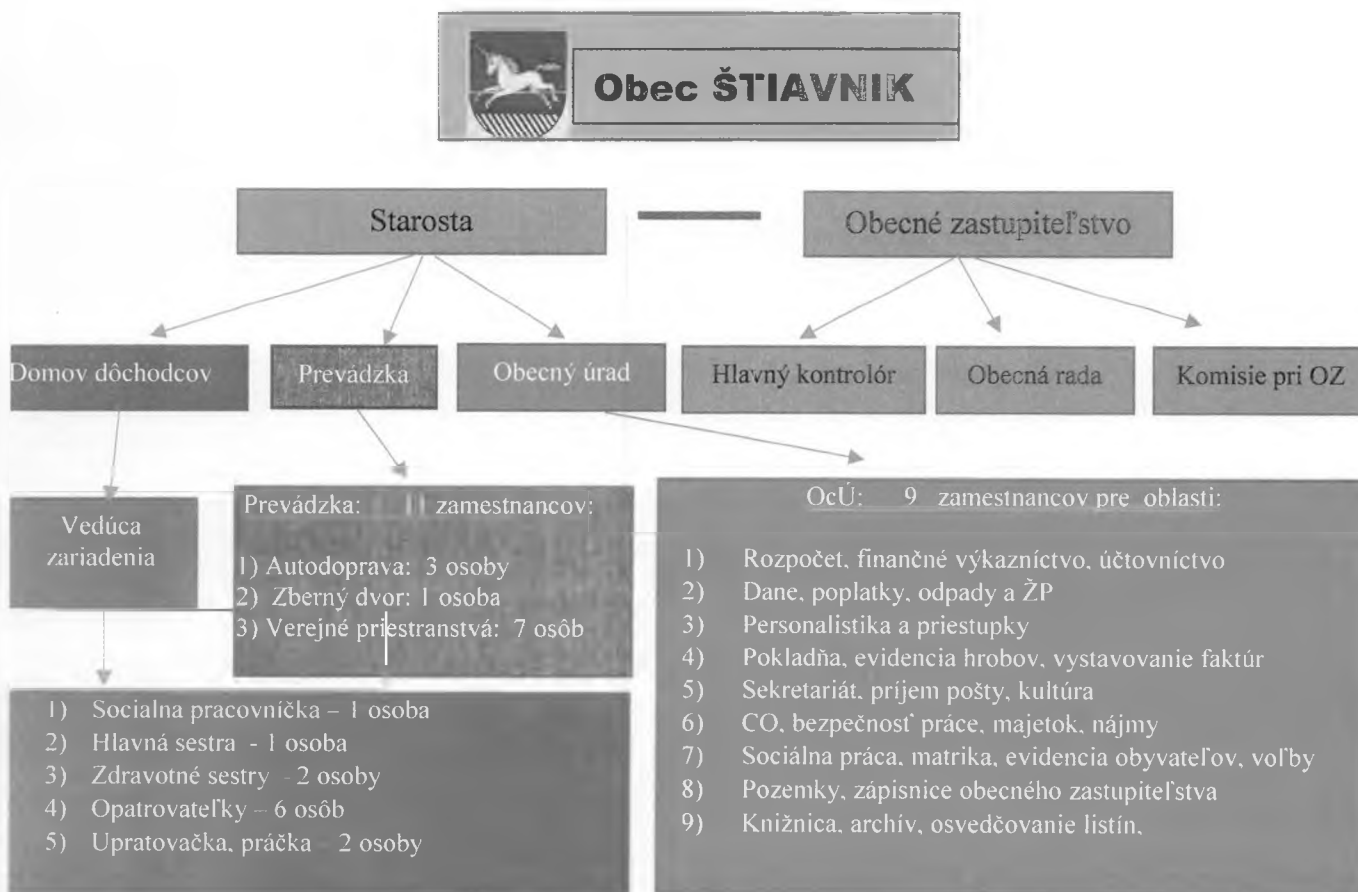 Obec ŠTIAVNIK
Starosta
Obecné zastupiteľstvo
Domov dôchodcov
Prevádzka
Obecný úrad
Hlavný kontrolór
Obecná rada
Komisie pri OZ
Vedúca
zariadenia
Prevádzka: 11 zamestnancov:
1) Autodoprava: 3 osoby
2) Zberný dvor: 1 osoba
3) Verejné priestranstvá: 7 osôb
1) Socialna pracovníčka – 1 osoba
2) Hlavná sestra - 1 osoba
3) Zdravotné sestry - 2 osoby
4) Opatrovateľky – 6 osôb
5) Upratovačka, práčka – 2 osoby
OcÚ: 9 zamestnancov pre oblasti:
1) Rozpočet, finančné výkazníctvo, účtovníctvo
2) Dane, poplatky, odpady a ŽP
3) Personalistika a priestupky
4) Pokladňa, evidencia hrobov, vystavovanie faktúr
5) Sekretariát, príjem pošty, kultúra
6) CO, bezpečnosť práce, majetok, nájmy
7) Sociálna práca, matrika, evidencia obyvateľov, voľby
8) Pozemky, zápisnice obecného zastupiteľstva
9) Knižnica, archív, osvedčovanie listín.